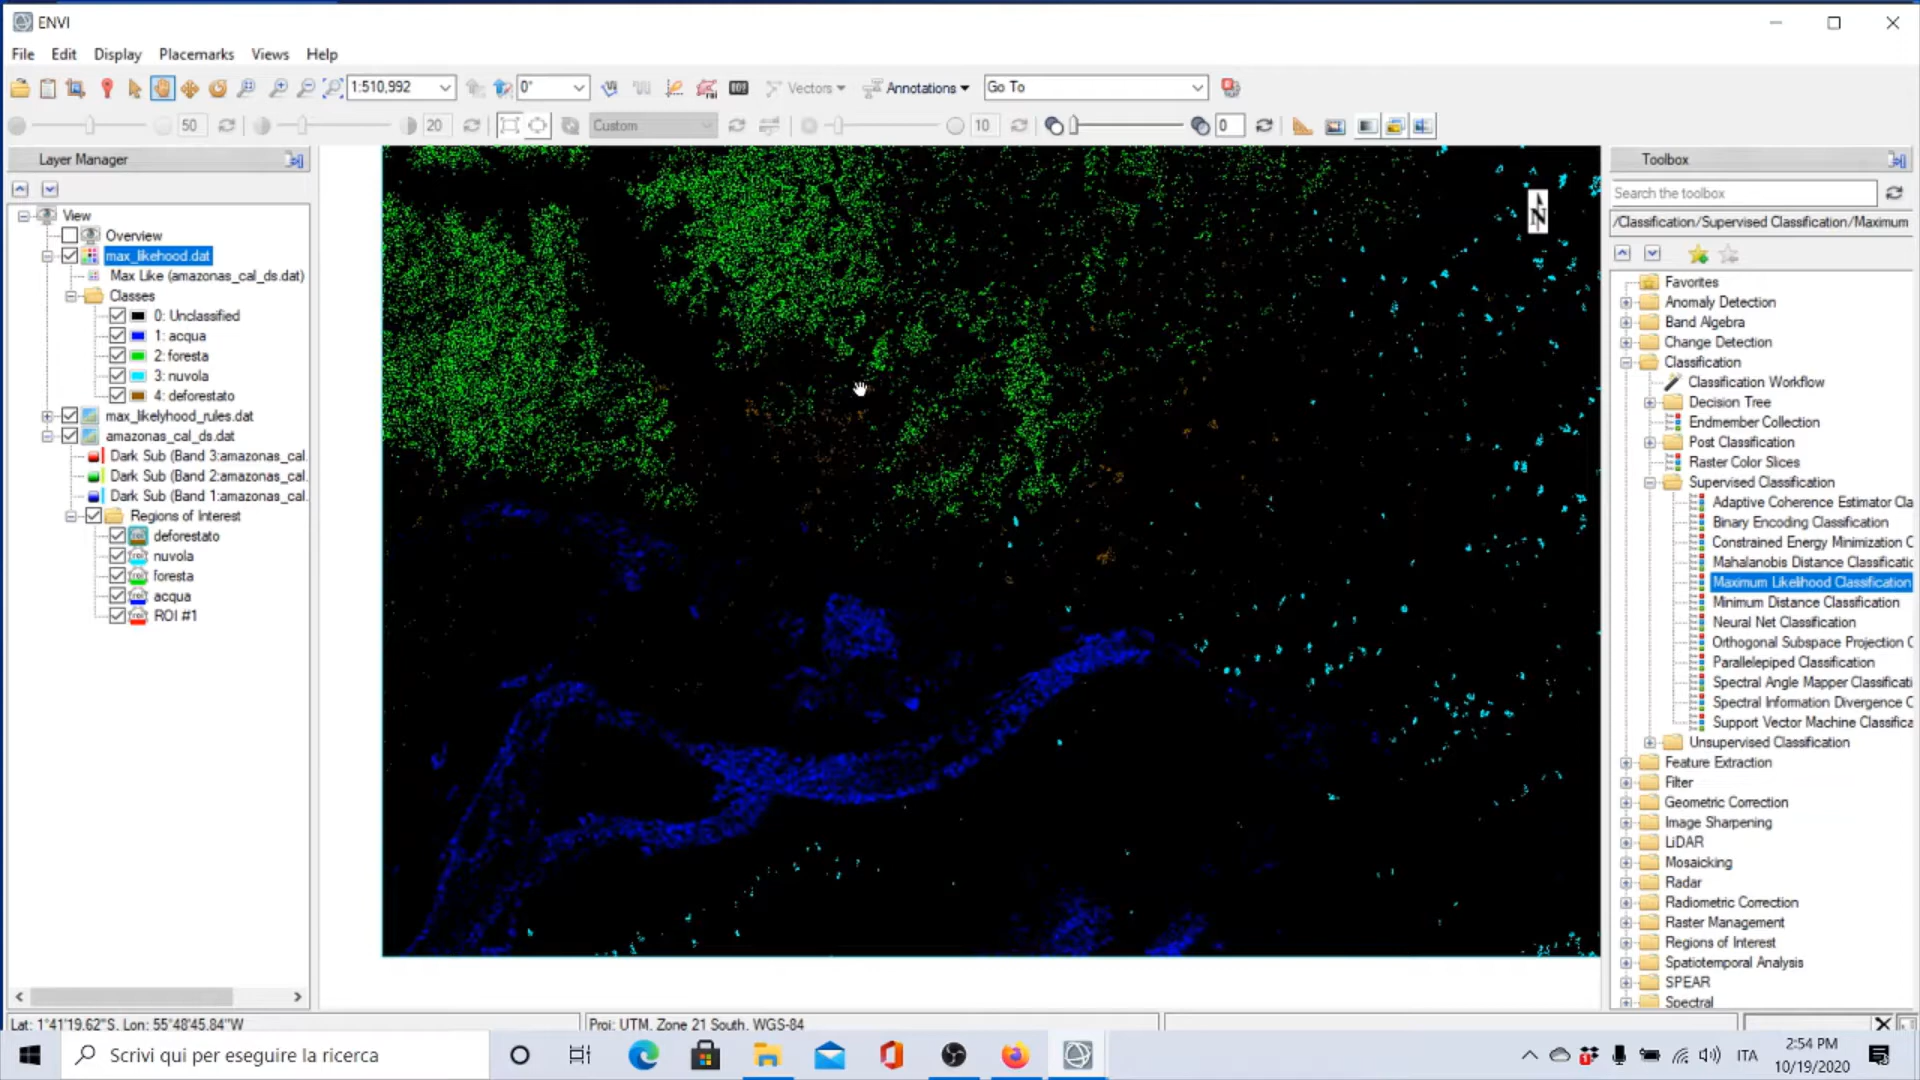 ENVI
File Edit Display Placemarks Views Help
1:510,992 0° Vectors Annotations Go To
50 20 Custom 10 0
Layer Manager
View
Overview
max_likehood.dat
Max Like (amazonas_cal_ds.dat)
Classes
0: Unclassified
1: acqua
2: foresta
3: nuvola
4: deforestato
max_likelyhood_rules.dat
amazonas_cal_ds.dat
Dark Sub (Band 3:amazonas_cal.
Dark Sub (Band 2:amazonas_cal.
Dark Sub (Band 1:amazonas_cal.
Regions of Interest
deforestato
nuvola
foresta
acqua
ROI #1
N
Toolbox
Search the toolbox
/Classification/Supervised Classification/Maximum
Favorites
Anomaly Detection
Band Algebra
Change Detection
Classification
Classification Workflow
Decision Tree
Endmember Collection
Post Classification
Raster Color Slices
Supervised Classification
Adaptive Coherence Estimator Cla
Binary Encoding Classification
Constrained Energy Minimization C
Mahalanobis Distance Classificatic
Maximum Likelihood Classification
Minimum Distance Classification
Neural Net Classification
Orthogonal Subspace Projection C
Parallelepiped Classification
Spectral Angle Mapper Classificati
Spectral Information Divergence C
Support Vector Machine Classifica
Unsupervised Classification
Feature Extraction
Filter
Geometric Correction
Image Sharpening
LiDAR
Mosaicking
Radar
Radiometric Correction
Raster Management
Regions of Interest
Spatiotemporal Analysis
SPEAR
Spectral
Lat: 1°41'19.62"S, Lon: 55°48'45.84"W
Proj: UTM, Zone 21 South, WGS-84
Scrivi qui per eseguire la ricerca
ITA
2:54 PM
10/19/2020